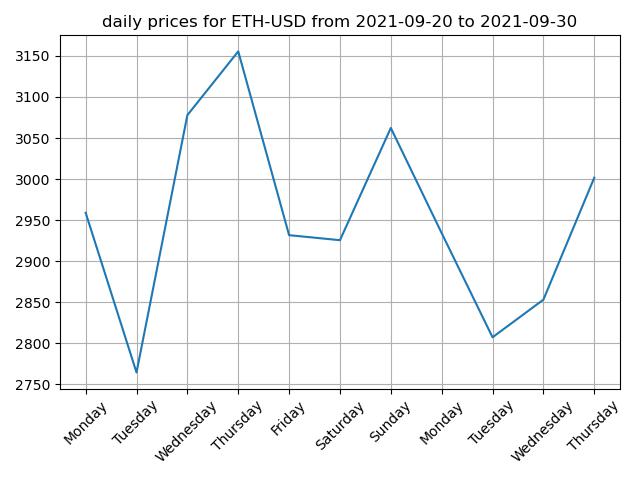 daily prices for ETH-USD from 2021-09-20 to 2021-09-30
3150
3100
3050
3000
2950
2900
2850
2800
2750
Monday
Tuesday
Wednesday
Thursday
Friday
Saturday
Sunday
Monday
Tuesday
Wednesday
Thursday